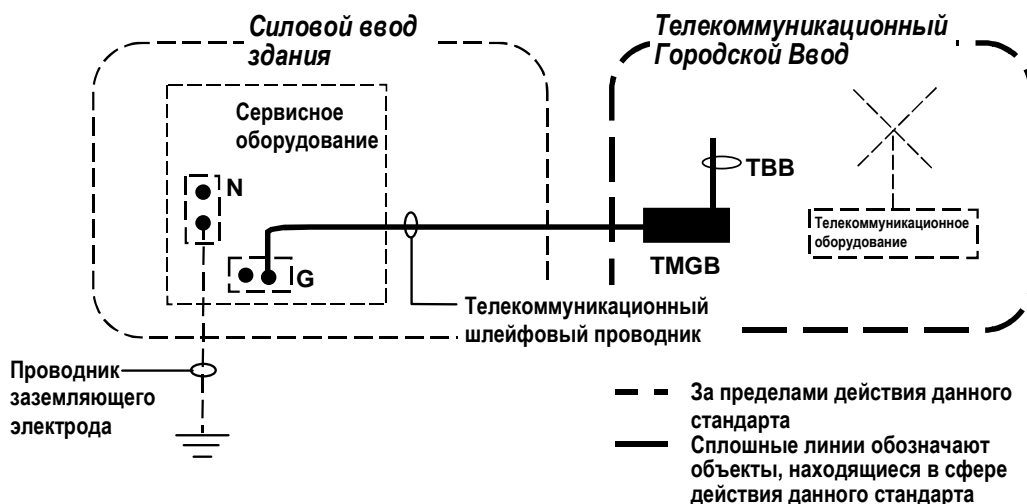 Силовой ввод
здания
Телекоммуникационный
Городской Ввод
Сервисное
оборудование
N
G
TBB
TMGB
Телекоммуникационное
оборудование
Телекоммуникационный
шлейфовый проводник
Проводник
заземляющего
электрода
За пределами действия данного
стандарта
Сплошные линии обозначают
объекты, находящиеся в сфере
действия данного стандарта